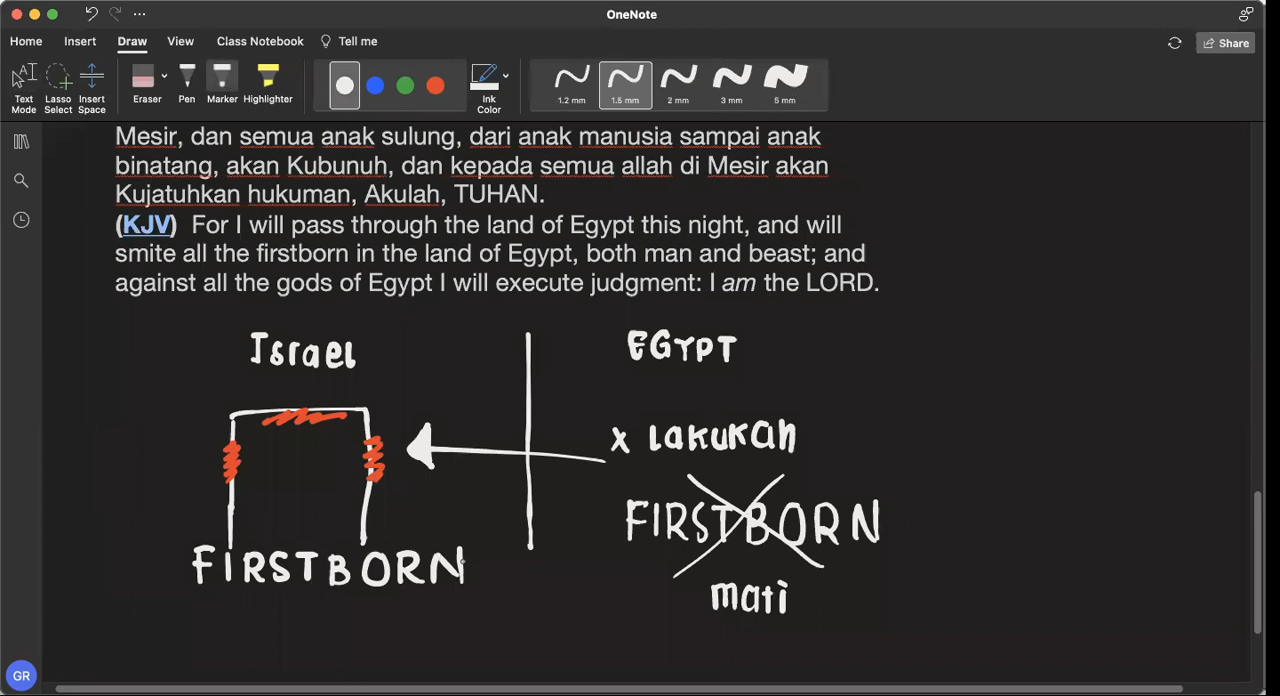 OneNote
Home Insert Draw View Class Notebook Tell me
Share
Text Mode
Lasso Select
Insert Space
Eraser
Pen
Marker
Highlighter
Ink Color
1.2 mm
1.5 mm
2 mm
3 mm
5 mm
Mesir, dan semua anak sulung, dari anak manusia sampai anak
binatang, akan Kubunuh, dan kepada semua allah di Mesir akan
Kujatuhkan hukuman, Akulah, TUHAN.
(KJV) For I will pass through the land of Egypt this night, and will
smite all the firstborn in the land of Egypt, both man and beast; and
against all the gods of Egypt I will execute judgment: I am the LORD.
Israel
EGYPT
x Lakukan
FIRSTBORN
FIRSTBORN
mati
GR